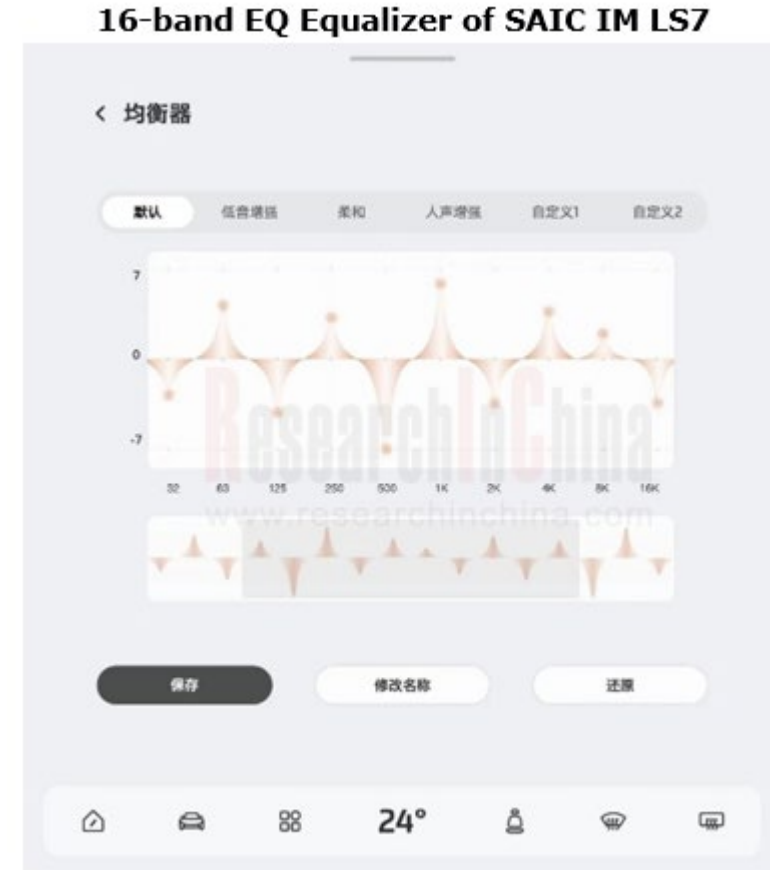 16-band EQ Equalizer of SAIC IM LS7
均衡器
默认 低音增强 柔和 人声增强 自定义1 自定义2
7
0
-7
ResearchInChina
32 63 125 250 500 1K 2K 4K 8K 16K
www.researchinchina.com
保存 修改名称 还原
24°